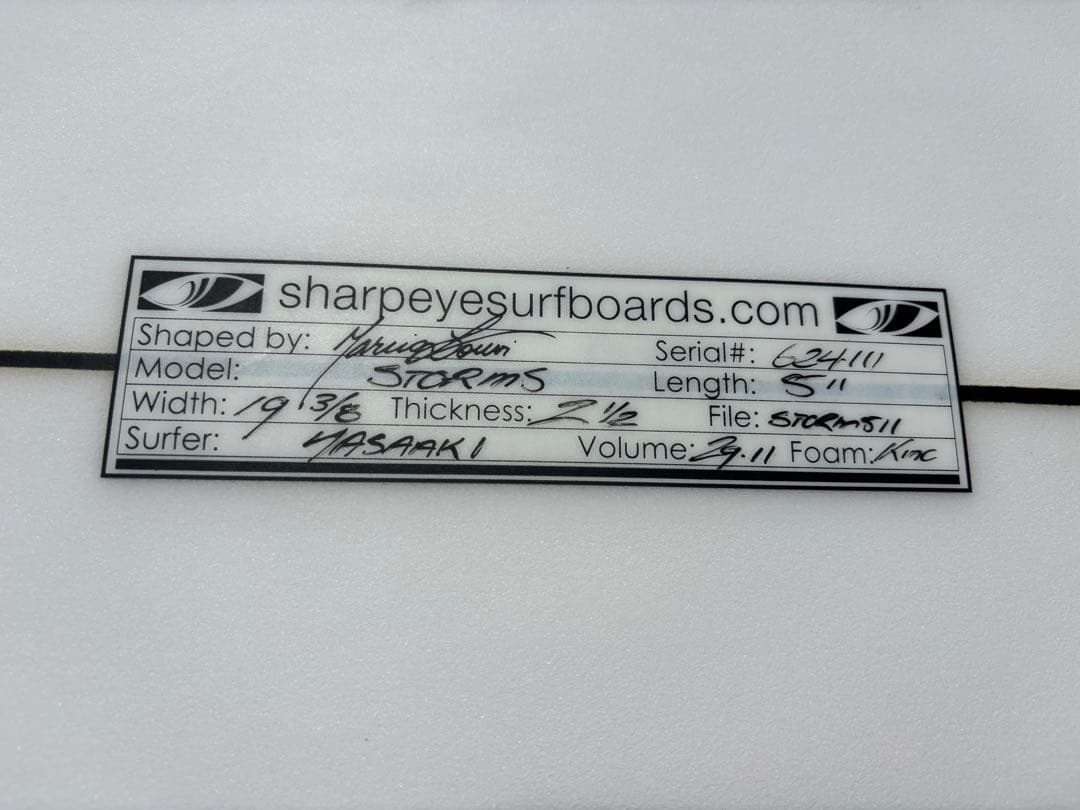 sharpeyesurfboards.com
Shaped by: Serial#: 624111
Model: STORMS Length: 5"
Width: 19 3/8 Thickness: 2 1/2 File: STORMS11
Surfer: MASAAKI Volume: 29.11 Foam: